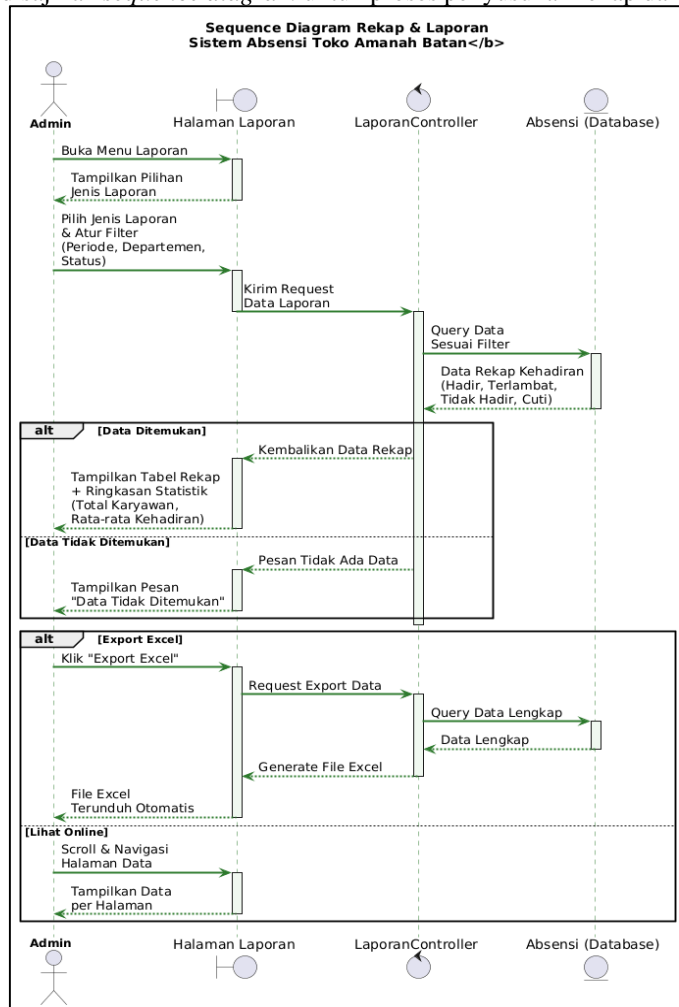 Sequence Diagram Rekap & Laporan
Sistem Absensi Toko Amanah Batan</b>
Admin
Halaman Laporan
LaporanController
Absensi (Database)
Buka Menu Laporan
Tampilkan Pilihan
Jenis Laporan
Pilih Jenis Laporan
& Atur Filter
(Periode, Departemen,
Status)
Kirim Request
Data Laporan
Query Data
Sesuai Filter
Data Rekap Kehadiran
(Hadir, Terlambat,
Tidak Hadir, Cuti)
alt
[Data Ditemukan]
Kembalikan Data Rekap
Tampilkan Tabel Rekap
+ Ringkasan Statistik
(Total Karyawan,
Rata-rata Kehadiran)
[Data Tidak Ditemukan]
Pesan Tidak Ada Data
Tampilkan Pesan
"Data Tidak Ditemukan"
alt
[Export Excel]
Klik "Export Excel"
Request Export Data
Query Data Lengkap
Data Lengkap
Generate File Excel
File Excel
Terunduh Otomatis
[Lihat Online]
Scroll & Navigasi
Halaman Data
Tampilkan Data
per Halaman
Admin
Halaman Laporan
LaporanController
Absensi (Database)